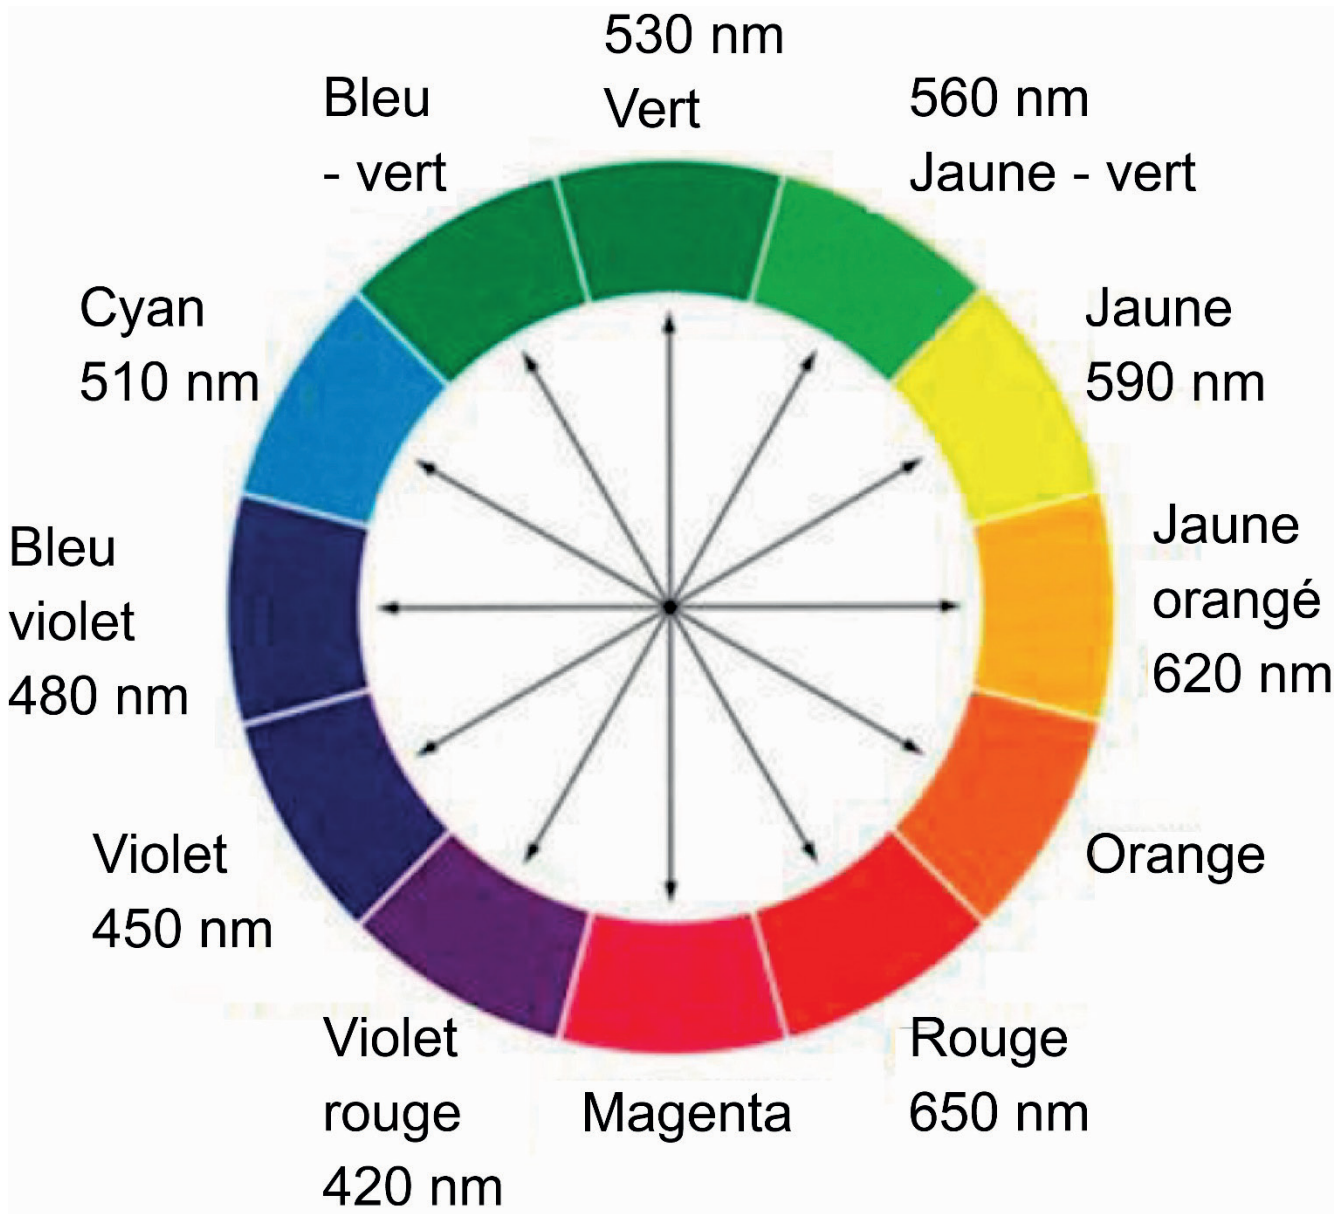 530 nm
Vert
Bleu
- vert
560 nm
Jaune - vert
Cyan
510 nm
Jaune
590 nm
Bleu
violet
480 nm
Jaune
orangé
620 nm
Violet
450 nm
Orange
Violet
rouge
420 nm
Magenta
Rouge
650 nm